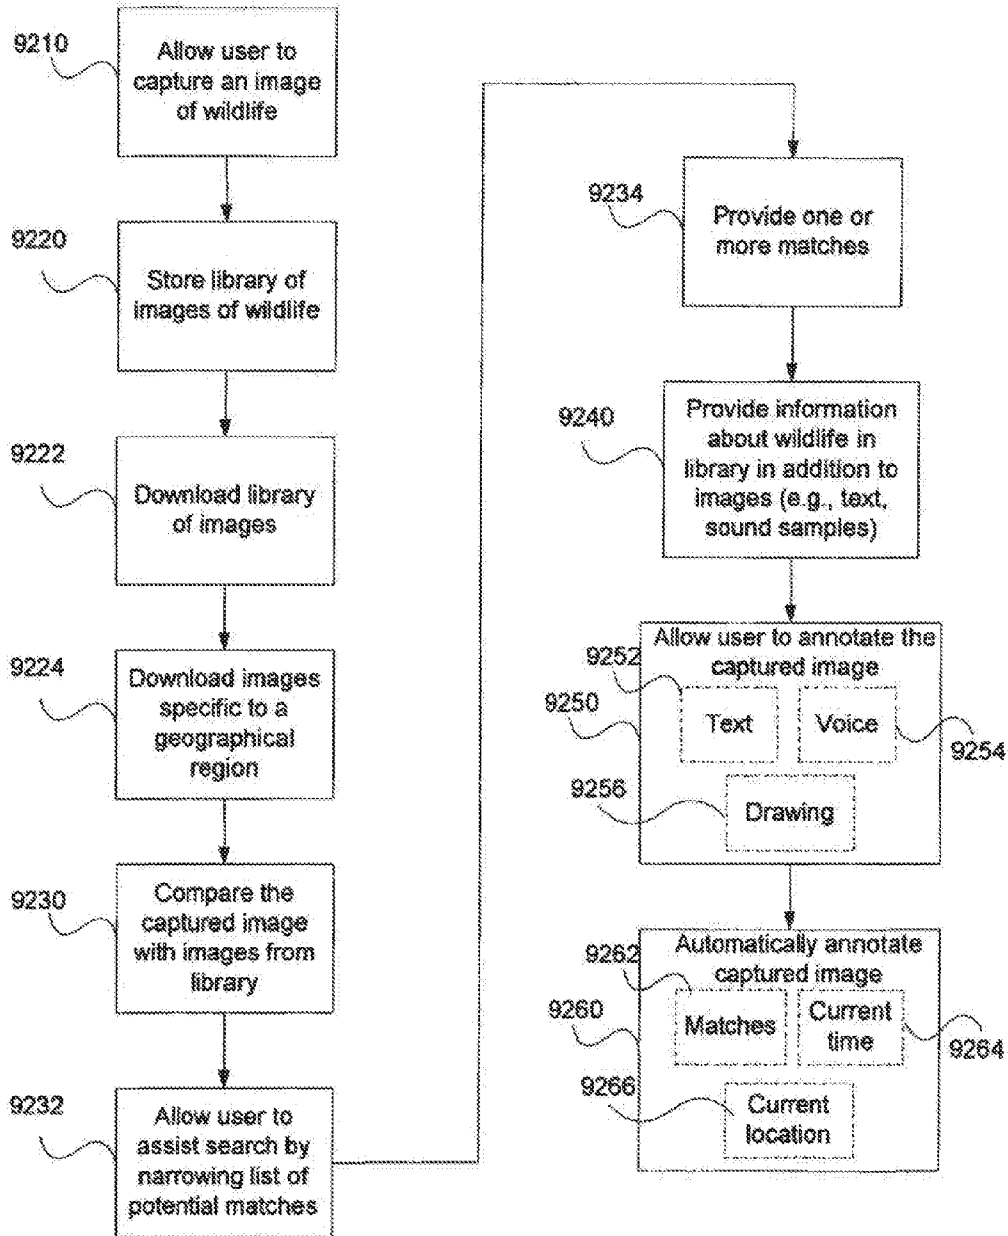 9210
Allow user to
capture an image
of wildlife
9220
Store library of
images of wildlife
9222
Download library
of images
9224
Download images
specific to a
geographical
region
9230
Compare the
captured image
with images from
library
9232
Allow user to
assist search by
narrowing list of
potential matches
9234
Provide one or
more matches
9240
Provide information
about wildlife in
library in addition to
images (e.g., text,
sound samples)
9250
Allow user to annotate the
captured image
9252
Text
Voice
9254
9256
Drawing
9260
Automatically annotate
captured image
9262
Matches
Current
time
9264
9266
Current
location